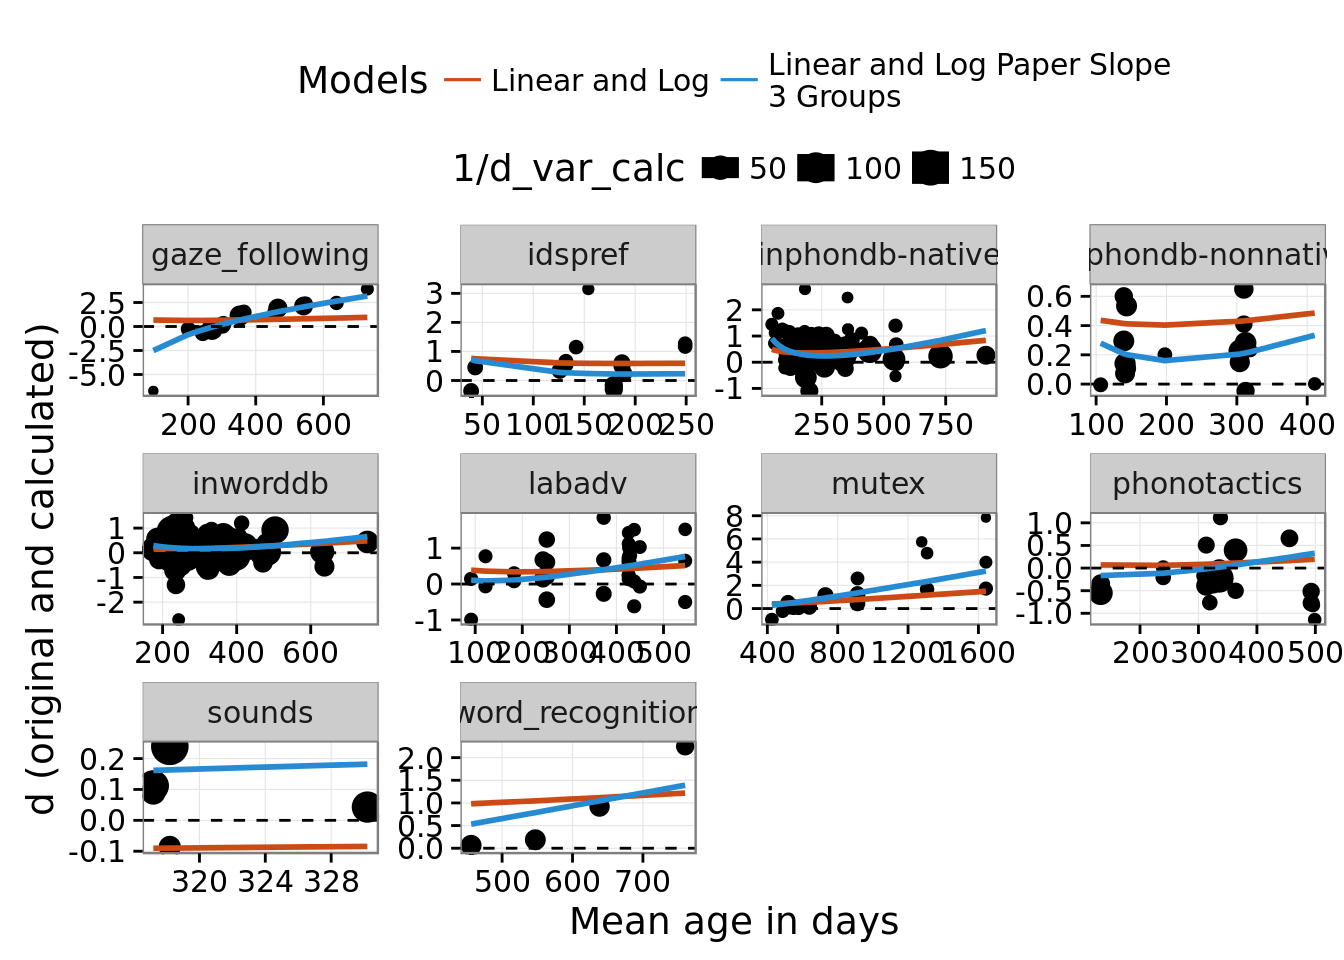 Models Linear and Log Linear and Log Paper Slope
3 Groups
1/d_var_calc 50 100 150
gaze_following idspref inphondb-native phondb-nonnativ
2.5 0.0 -2.5 -5.0
3 2 1 0
2 1 0 -1
0.6 0.4 0.2 0.0
200 400 600 50 100 150 200 250 250 500 750 100 200 300 400
inworddb labadv mutex phonotactics
1 0 -1 -2
1 0 -1
8 6 4 2 0
1.0 0.5 0.0 -0.5 -1.0
200 400 600 100 200 300 400 500 400 800 1200 1600 200 300 400 500
sounds word_recognition
0.2 0.1 0.0 -0.1
2.0 1.5 1.0 0.5 0.0
320 324 328 500 600 700
Mean age in days
d (original and calculated)